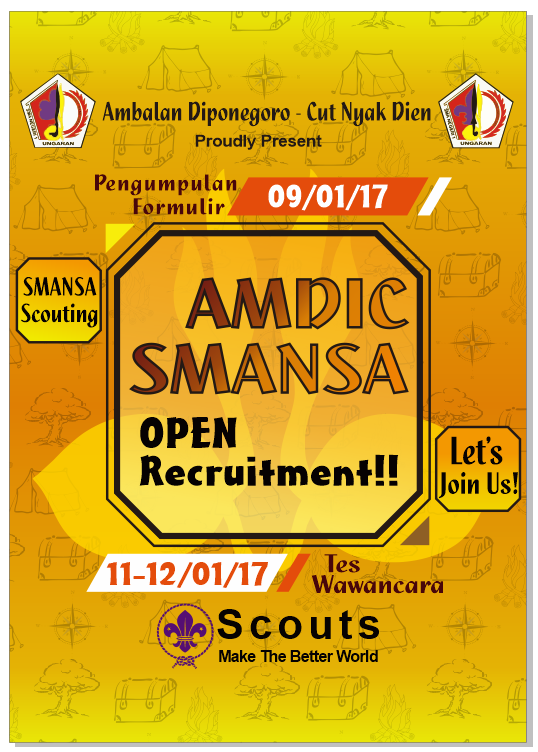 Ambalan Diponegoro - Cut Nyak Dien
Proudly Present
UNGARAN
UNGARAN
Pengumpulan
Formulir
09/01/17
SMANSA
Scouting
AMDIC
SMANSA
OPEN
Recruitment!!
Let's
Join Us!
11-12/01/17
Tes
Wawancara
Scouts
Make The Better World